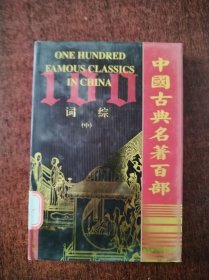 ONE HUNDRED
FAMOUS CLASSICS
IN CHINA
100
词 综
(中)
中國古典名著百部